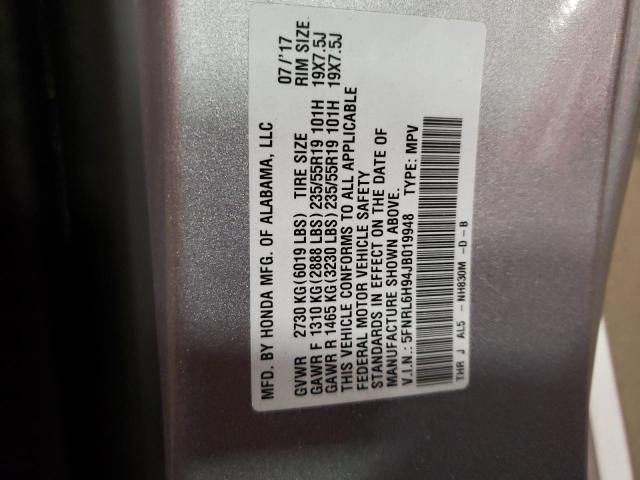 MFD. BY HONDA MFG. OF ALABAMA, LLC 07/'17
GVWR 2730 KG(6019 LBS) TIRE SIZE RIM SIZE
GAWR F 1310 KG(2888 LBS)235/55R19 101H 19X7.5J
GAWR R 1465 KG(3230 LBS)235/55R19 101H 19X7.5J
THIS VEHICLE CONFORMS TO ALL APPLICABLE
FEDERAL MOTOR VEHICLE SAFETY
STANDARDS IN EFFECT ON THE DATE OF
MANUFACTURE SHOWN ABOVE.
V.I.N.: 5FNRL6H94JB019948 TYPE: MPV
THR J AL5 - NH830M -D-B